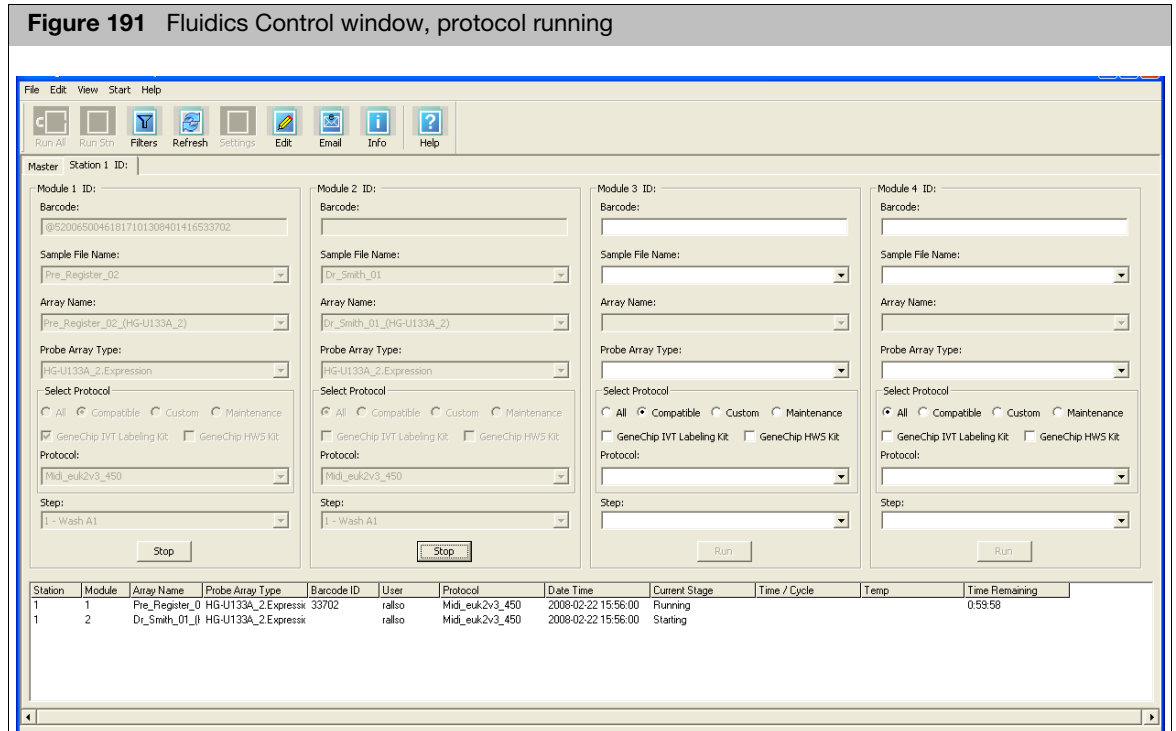 Figure 191 Fluidics Control window, protocol running
File Edit View Start Help
Run All Run Stn Filters Refresh Settings Edit Email Info Help
Master Station 1 ID:
Module 1 ID:
Barcode:
@52006500461817101308401416533702
Sample File Name:
Pre_Register_02
Array Name:
Pre_Register_02_(HG-U133A_2)
Probe Array Type:
HG-U133A_2.Expression
Select Protocol
All Compatible Custom Maintenance
GeneChip IVT Labeling Kit GeneChip HWS Kit
Protocol:
Midi_euk2v3_450
Step:
1 - Wash A1
Stop
Module 2 ID:
Barcode:
Sample File Name:
Dr_Smith_01
Array Name:
Dr_Smith_01_(HG-U133A_2)
Probe Array Type:
HG-U133A_2.Expression
Select Protocol
All Compatible Custom Maintenance
GeneChip IVT Labeling Kit GeneChip HWS Kit
Protocol:
Midi_euk2v3_450
Step:
1 - Wash A1
Stop
Module 3 ID:
Barcode:
Sample File Name:
Array Name:
Probe Array Type:
Select Protocol
All Compatible Custom Maintenance
GeneChip IVT Labeling Kit GeneChip HWS Kit
Protocol:
Step:
Run
Module 4 ID:
Barcode:
Sample File Name:
Array Name:
Probe Array Type:
Select Protocol
All Compatible Custom Maintenance
GeneChip IVT Labeling Kit GeneChip HWS Kit
Protocol:
Step:
Run
Station Module Array Name Probe Array Type Barcode ID User Protocol Date Time Current Stage Time / Cycle Temp Time Remaining
1 1 Pre_Register_0 HG-U133A_2.Expressic 33702 rallso Midi_euk2v3_450 2008-02-22 15:56:00 Running 0:59:58
1 2 Dr_Smith_01_(H HG-U133A_2.Expressic rallso Midi_euk2v3_450 2008-02-22 15:56:00 Starting